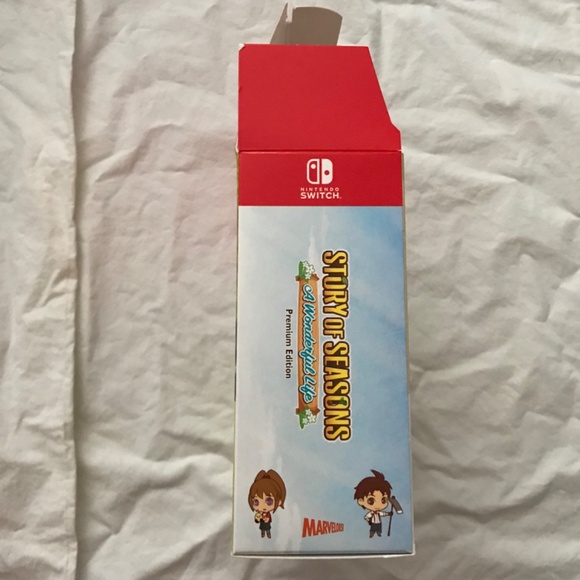 NINTENDO
SWITCH
STORY OF SEASONS
A Wonderful Life
Premium Edition
MARVELOUS!